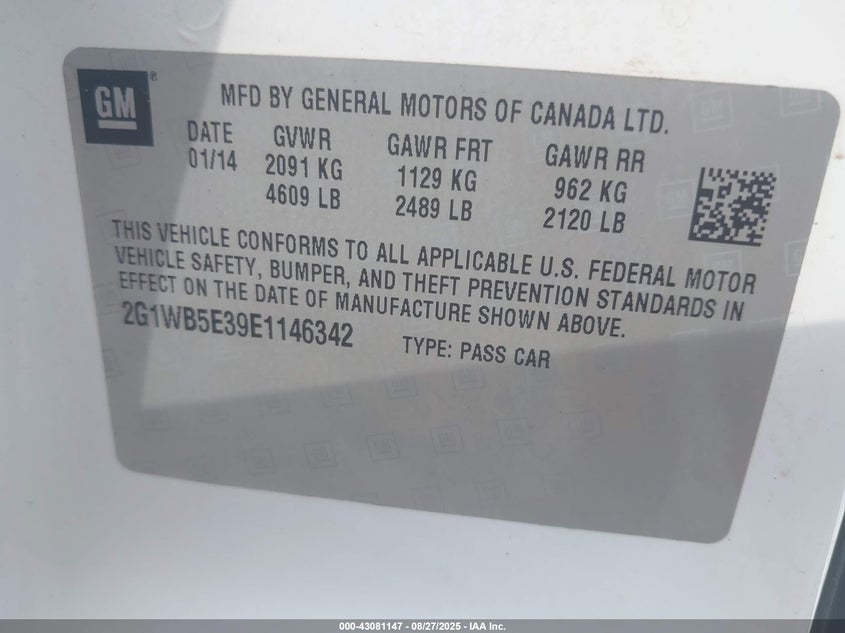 GM®
MFD BY GENERAL MOTORS OF CANADA LTD.
DATE GVWR GAWR FRT GAWR RR
01/14 2091 KG 1129 KG 962 KG
4609 LB 2489 LB 2120 LB
THIS VEHICLE CONFORMS TO ALL APPLICABLE U.S. FEDERAL MOTOR
VEHICLE SAFETY, BUMPER, AND THEFT PREVENTION STANDARDS IN
EFFECT ON THE DATE OF MANUFACTURE SHOWN ABOVE.
2G1WB5E39E1146342 TYPE: PASS CAR
000-43081147 - 08/27/2025 - IAA Inc.